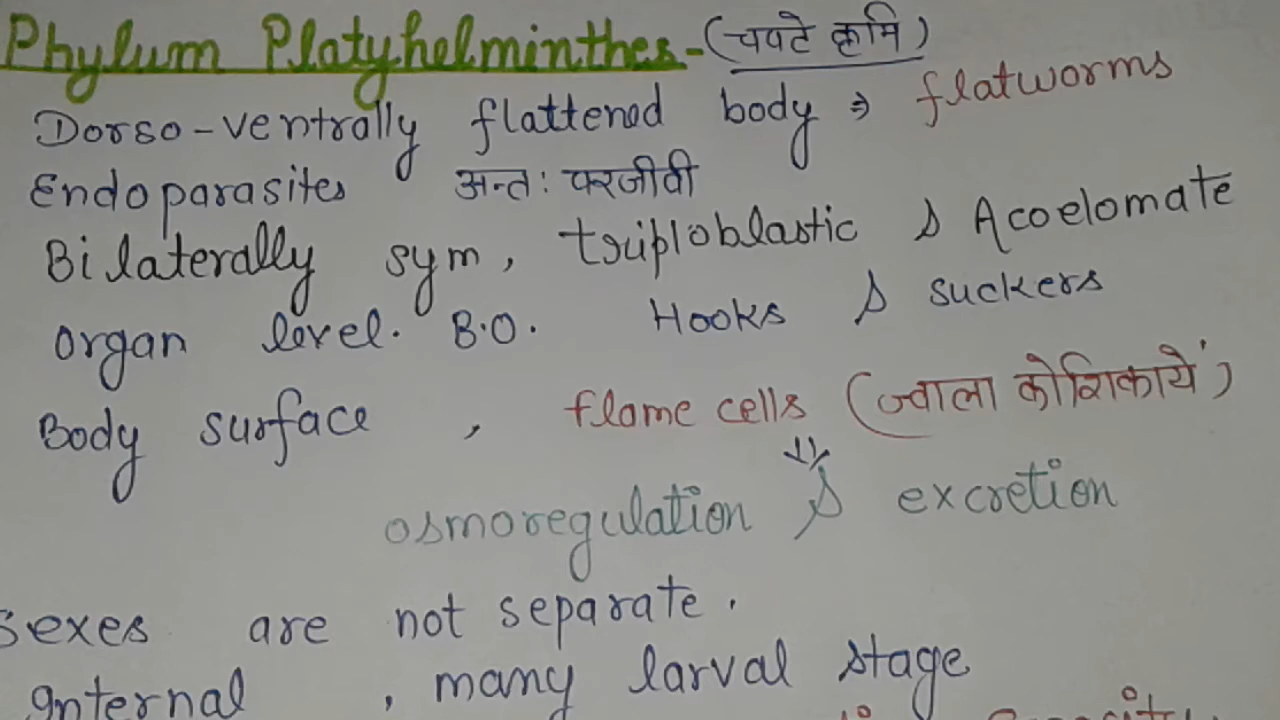 Phylum Platyhelminthes - (चपटे कृमि)
Dorso-ventrally flattened body ⇒ flatworms
Endoparasites अन्तः परजीवी
Bilaterally sym, triploblastic & Acoelomate
Organ level. B.O. Hooks & suckers
Body surface , flame cells (ज्वाला कोशिकायें)
osmoregulation & excretion
Sexes are not separate.
Internal , many larval stage